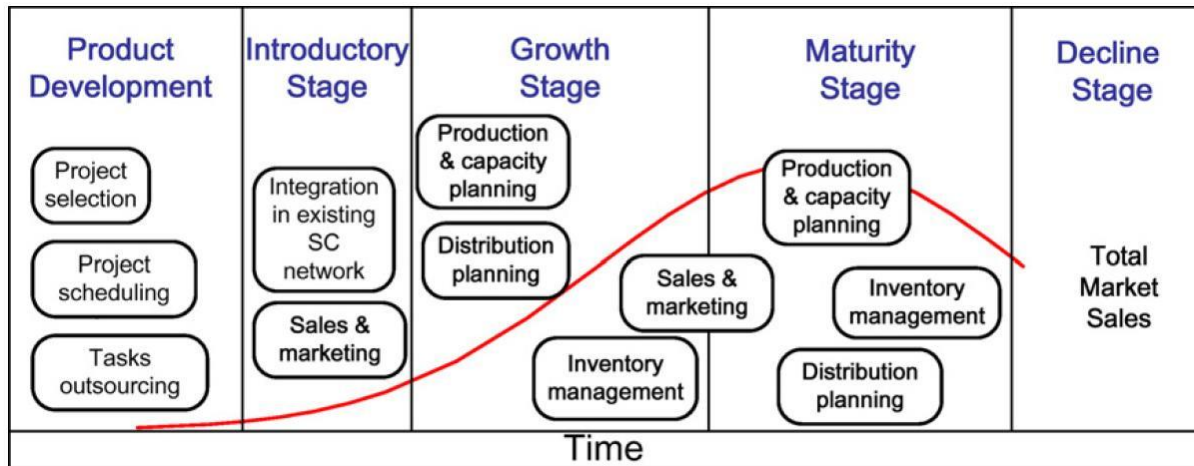 Product
Development
Introductory
Stage
Growth
Stage
Maturity
Stage
Decline
Stage
Project
selection
Project
scheduling
Tasks
outsourcing
Integration
in existing
SC
network
Sales &
marketing
Production
& capacity
planning
Distribution
planning
Sales &
marketing
Inventory
management
Production
& capacity
planning
Inventory
management
Distribution
planning
Total
Market
Sales
Time